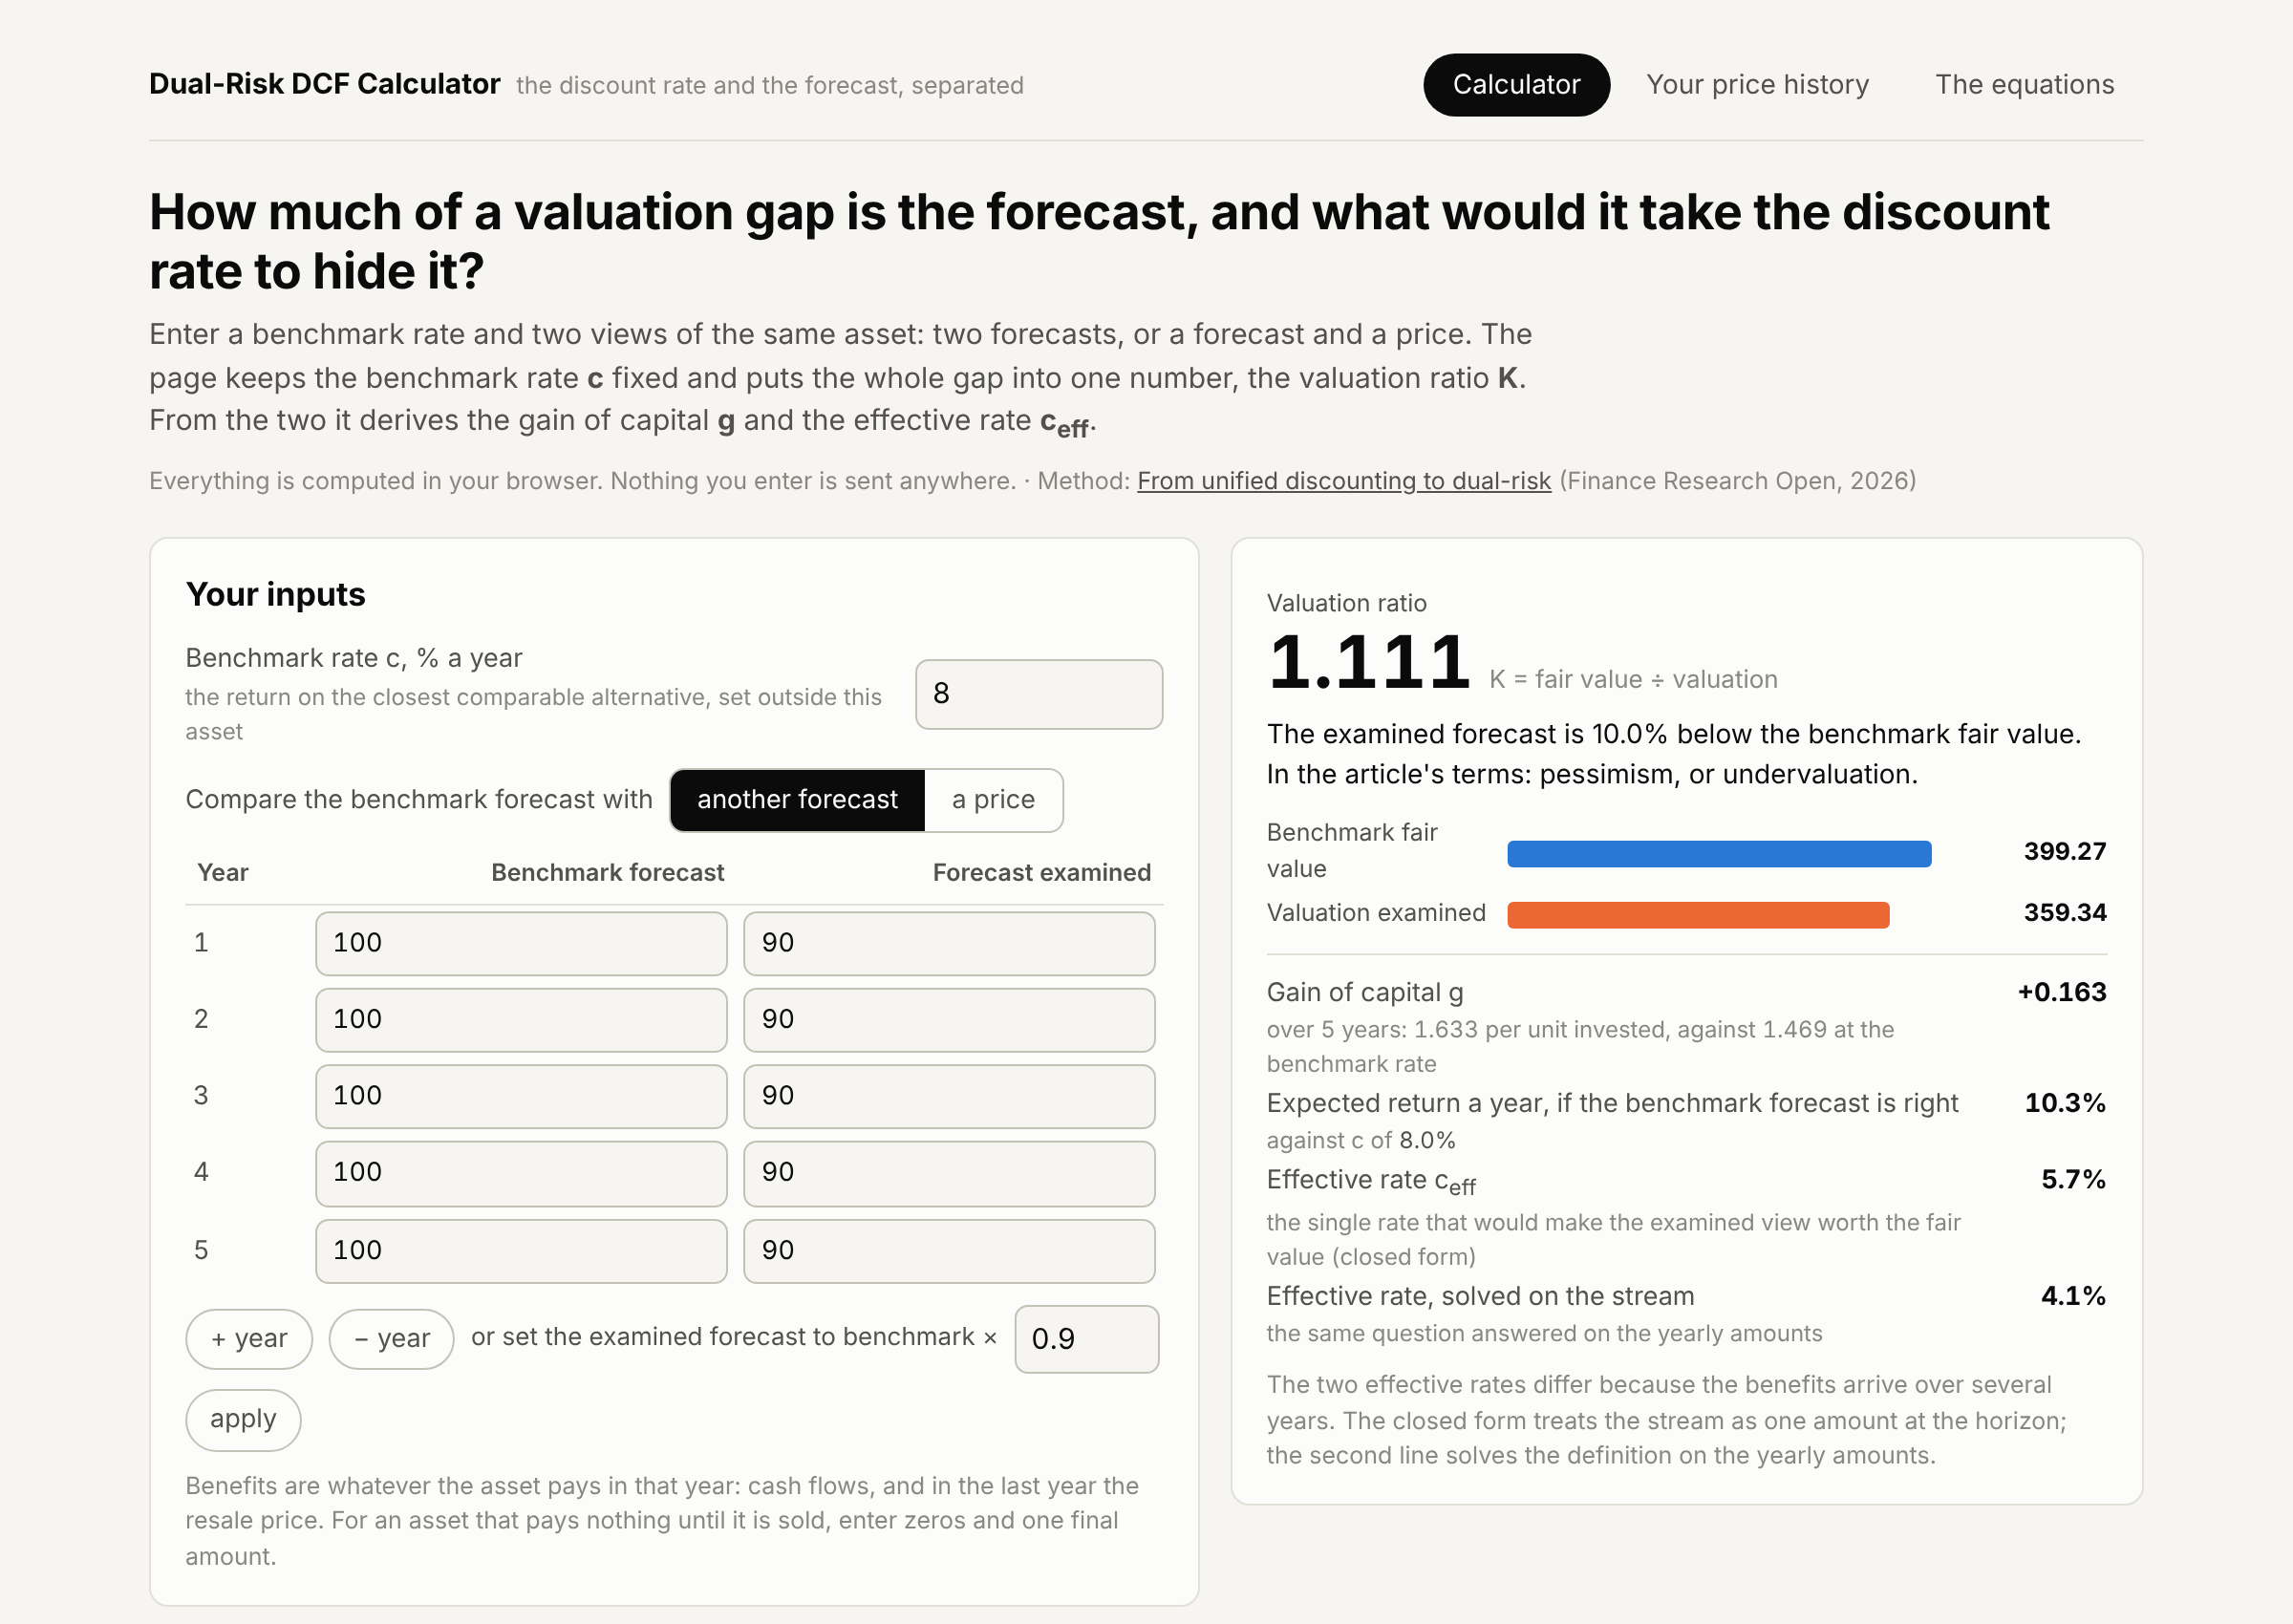 Dual-Risk DCF Calculator the discount rate and the forecast, separated
Calculator
Your price history
The equations
How much of a valuation gap is the forecast, and what would it take the discount
rate to hide it?
Enter a benchmark rate and two views of the same asset: two forecasts, or a forecast and a price. The
page keeps the benchmark rate c fixed and puts the whole gap into one number, the valuation ratio K.
From the two it derives the gain of capital g and the effective rate ceff.
Everything is computed in your browser. Nothing you enter is sent anywhere. · Method: From unified discounting to dual-risk (Finance Research Open, 2026)
Your inputs
Benchmark rate c, % a year
the return on the closest comparable alternative, set outside this
asset
8
Compare the benchmark forecast with another forecast a price
Year Benchmark forecast Forecast examined
1 100 90
2 100 90
3 100 90
4 100 90
5 100 90
+ year − year or set the examined forecast to benchmark × 0.9
apply
Benefits are whatever the asset pays in that year: cash flows, and in the last year the
resale price. For an asset that pays nothing until it is sold, enter zeros and one final
amount.
Valuation ratio
1.111 K = fair value ÷ valuation
The examined forecast is 10.0% below the benchmark fair value.
In the article's terms: pessimism, or undervaluation.
Benchmark fair
value
399.27
Valuation examined 359.34
Gain of capital g +0.163
over 5 years: 1.633 per unit invested, against 1.469 at the
benchmark rate
Expected return a year, if the benchmark forecast is right 10.3%
against c of 8.0%
Effective rate ceff 5.7%
the single rate that would make the examined view worth the fair
value (closed form)
Effective rate, solved on the stream 4.1%
the same question answered on the yearly amounts
The two effective rates differ because the benefits arrive over several
years. The closed form treats the stream as one amount at the horizon;
the second line solves the definition on the yearly amounts.